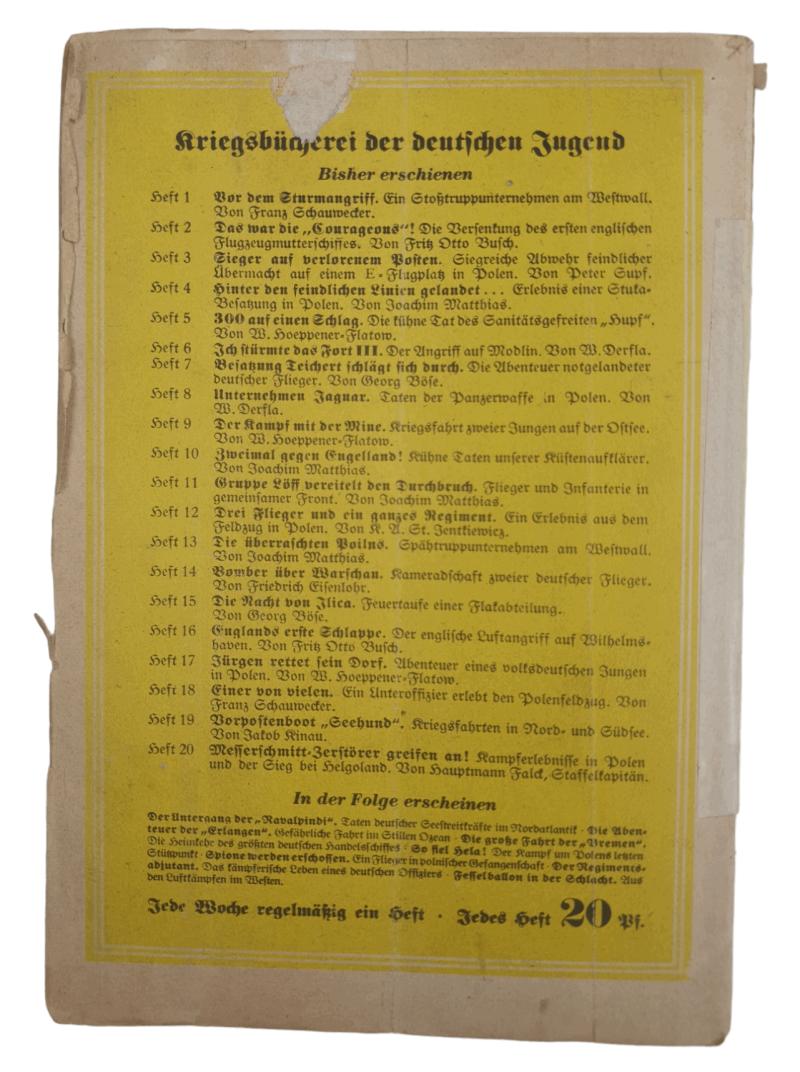 Kriegsbücherei der deutschen Jugend
Bisher erschienen
Heft 1 Vor dem Sturmangriff. Ein Stoßtruppunternehmen am Westwall.
Von Franz Schauwecker.
Heft 2 Das war die „Courageous“! Die Versenkung des ersten englischen
Flugzeugmutterschiffes. Von Fritz Otto Busch.
Heft 3 Sieger auf verlorenem Posten. Siegreiche Abwehr feindlicher
Übermacht auf einem E-Flugplatz in Polen. Von Peter Supf.
Heft 4 Hinter den feindlichen Linien gelandet... Erlebnis einer Stuka-
Besatzung in Polen. Von Joachim Matthias.
Heft 5 300 auf einen Schlag. Die kühne Tat des Sanitätsgefreiten „Hupf“.
Von W. Hoeppener-Flatow.
Heft 6 Ich stürmte das Fort III. Der Angriff auf Modlin. Von W. Derfla.
Heft 7 Besatzung Teichert schlägt sich durch. Die Abenteuer notgelandeter
deutscher Flieger. Von Georg Böse.
Heft 8 Unternehmen Jaguar. Taten der Panzerwaffe in Polen. Von
W. Derfla.
Heft 9 Der Kampf mit der Mine. Kriegsfahrt zweier Jungen auf der Ostsee.
Von W. Hoeppener-Flatow.
Heft 10 Zweimal gegen Engelland! Kühne Taten unserer Küstenaufklärer.
Von Joachim Matthias.
Heft 11 Gruppe Löff vereitelt den Durchbruch. Flieger und Infanterie in
gemeinsamer Front. Von Joachim Matthias.
Heft 12 Drei Flieger und ein ganzes Regiment. Ein Erlebnis aus dem
Feldzug in Polen. Von K. A. St. Jentkiewicz.
Heft 13 Die überraschten Poilus. Spähtruppunternehmen am Westwall.
Von Joachim Matthias.
Heft 14 Bomber über Warschau. Kameradschaft zweier deutscher Flieger.
Von Friedrich Eisenlohr.
Heft 15 Die Nacht von Ilica. Feuertaufe einer Flakabteilung.
Von Georg Böse.
Heft 16 Englands erste Schlappe. Der englische Luftangriff auf Wilhelms-
haven. Von Fritz Otto Busch.
Heft 17 Jürgen rettet sein Dorf. Abenteuer eines volksdeutschen Jungen
in Polen. Von W. Hoeppener-Flatow.
Heft 18 Einer von vielen. Ein Unteroffizier erlebt den Polenfeldzug. Von
Franz Schauwecker.
Heft 19 Vorpostenboot „Seehund“. Kriegsfahrten in Nord- und Südsee.
Von Jakob Kinau.
Heft 20 Messerschmitt-Zerstörer greifen an! Kampferlebnisse in Polen
und der Sieg bei Helgoland. Von Hauptmann Falck, Staffelkapitän.
In der Folge erscheinen
Der Untergang der „Rawalpindi“. Taten deutscher Seestreitkräfte im Nordatlantik · Die Aben-
teuer der „Erlangen“. Gefährliche Fahrt im Stillen Ozean · Die große Fahrt der „Bremen“.
Die Heimkehr des größten deutschen Handelsschiffes · So fiel Hela! Der Kampf um Polens letzten
Stützpunkt · Spione werden erschossen. Ein Flieger in polnischer Gefangenschaft · Der Regiments-
adjutant. Das kämpferische Leben eines deutschen Offiziers · Fesselballon in der Schlacht. Aus
den Luftkämpfen im Westen.
Jede Woche regelmäßig ein Heft · Jedes Heft 20 Pf.